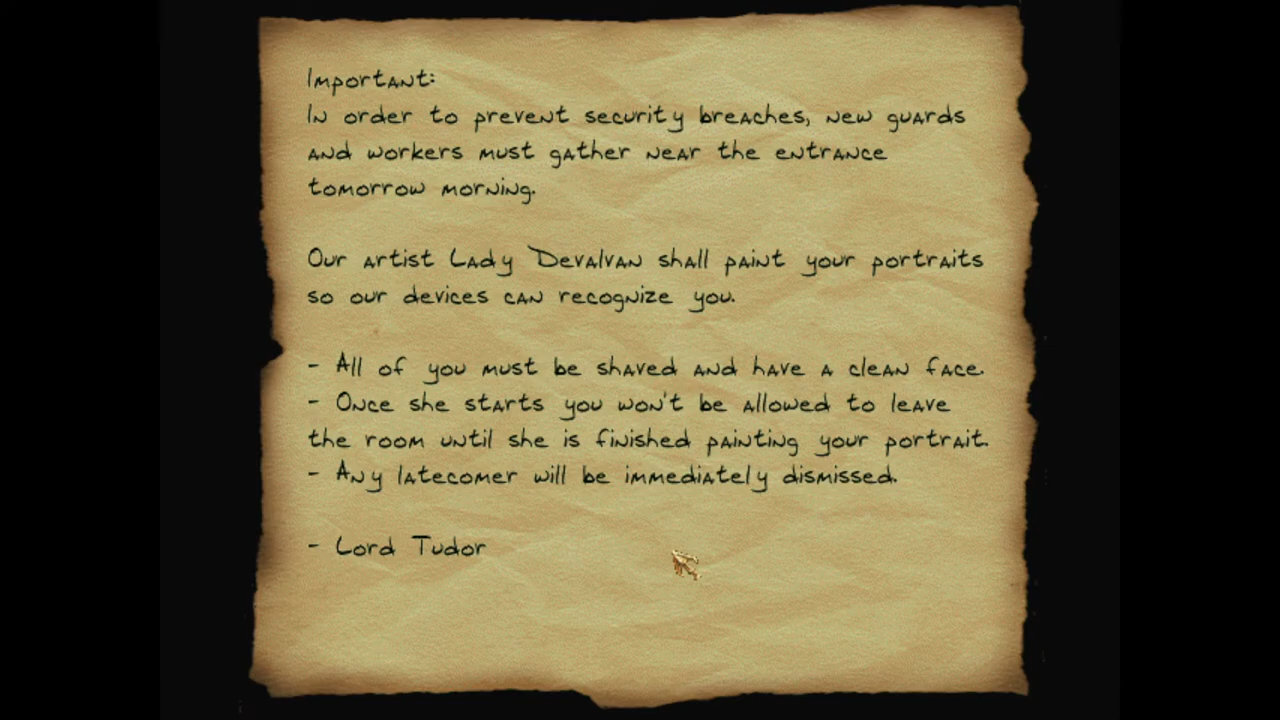 Important:
In order to prevent security breaches, new guards
and workers must gather near the entrance
tomorrow morning.
Our artist Lady Devalvan shall paint your portraits
so our devices can recognize you.
- All of you must be shaved and have a clean face.
- Once she starts you won't be allowed to leave
the room until she is finished painting your portrait.
- Any latecomer will be immediately dismissed.
- Lord Tudor